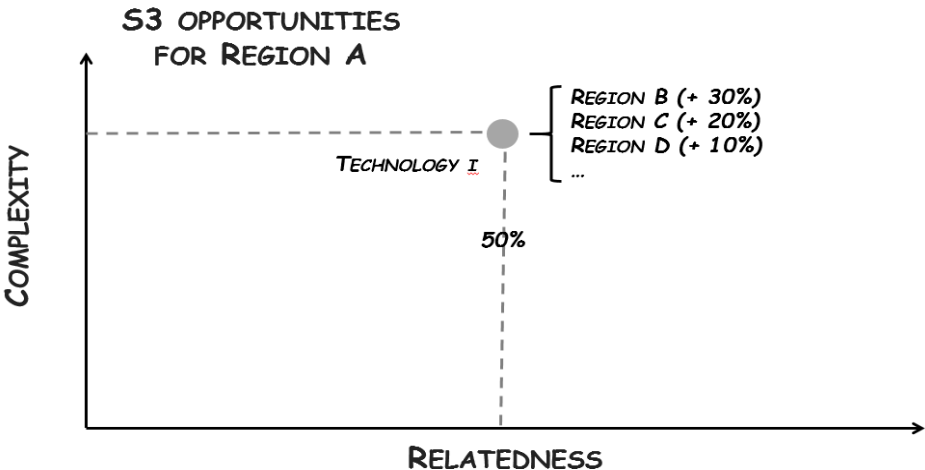 S3 OPPORTUNITIES
FOR REGION A
REGION B (+ 30%)
REGION C (+ 20%)
REGION D (+ 10%)
...
TECHNOLOGY I
50%
COMPLEXITY
RELATEDNESS